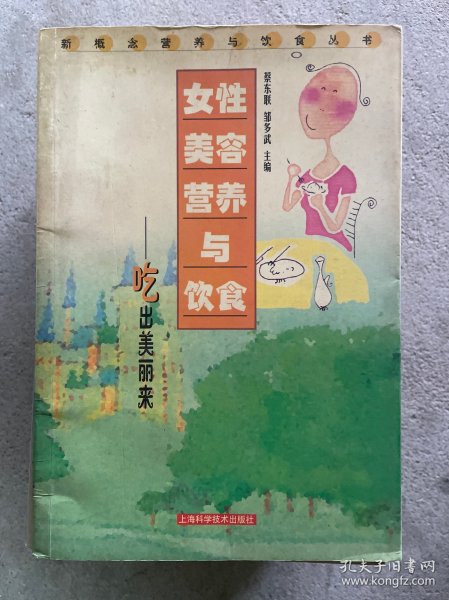 新概念营养与饮食丛书
女性
美容
营养
与
饮食
——吃出美丽来
蔡东联 邹多武 主编
上海科学技术出版社
孔夫子旧书网
www.kongfz.com